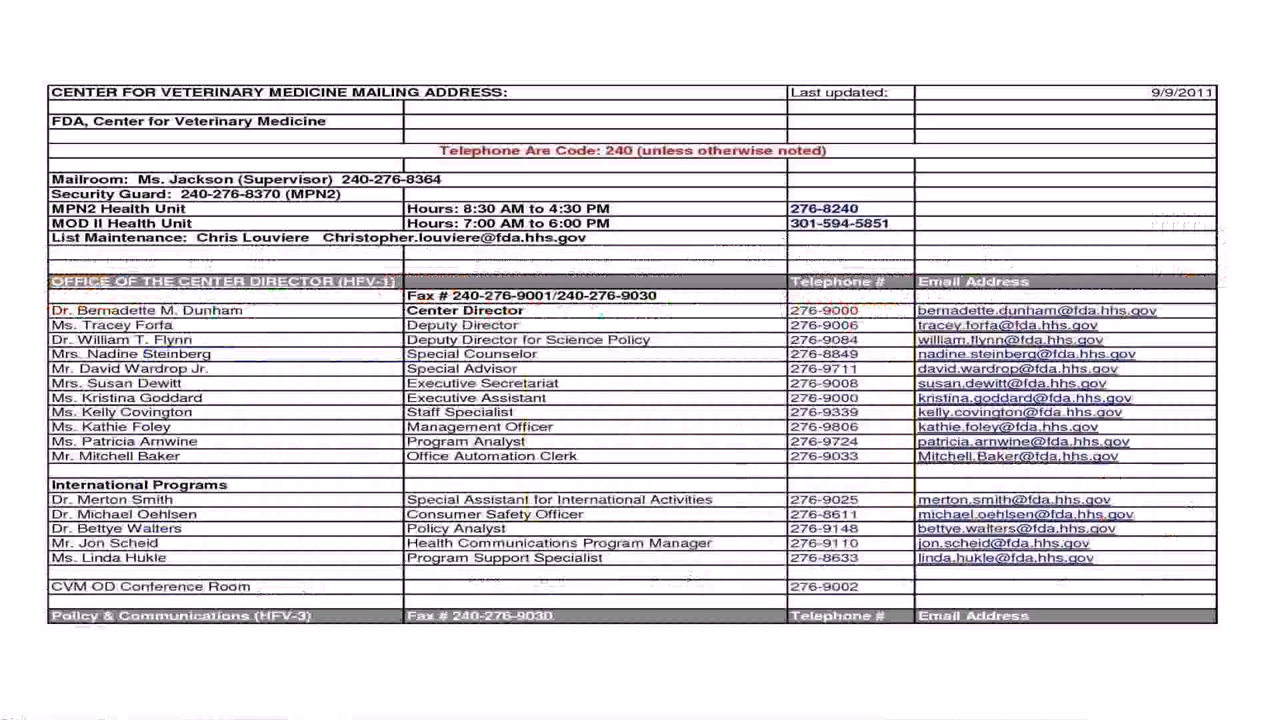 CENTER FOR VETERINARY MEDICINE MAILING ADDRESS: Last updated: 9/9/2011
FDA, Center for Veterinary Medicine
Telephone Are Code: 240 (unless otherwise noted)
Mailroom: Ms. Jackson (Supervisor) 240-276-8364
Security Guard: 240-276-8370 (MPN2)
MPN2 Health Unit Hours: 8:30 AM to 4:30 PM 276-8240
MOD II Health Unit Hours: 7:00 AM to 6:00 PM 301-594-5851
List Maintenance: Chris Louviere Christopher.louviere@fda.hhs.gov
OFFICE OF THE CENTER DIRECTOR (HFV-1) Telephone # Email Address
Fax # 240-276-9001/240-276-9030
Dr. Bernadette M. Dunham Center Director 276-9000 bernadette.dunham@fda.hhs.gov
Ms. Tracey Forfa Deputy Director 276-9006 tracey.forfa@fda.hhs.gov
Dr. William T. Flynn Deputy Director for Science Policy 276-9084 william.flynn@fda.hhs.gov
Mrs. Nadine Steinberg Special Counselor 276-8849 nadine.steinberg@fda.hhs.gov
Mr. David Wardrop Jr. Special Advisor 276-9711 david.wardrop@fda.hhs.gov
Mrs. Susan Dewitt Executive Secretariat 276-9008 susan.dewitt@fda.hhs.gov
Ms. Kristina Goddard Executive Assistant 276-9000 kristina.goddard@fda.hhs.gov
Ms. Kelly Covington Staff Specialist 276-9339 kelly.covington@fda.hhs.gov
Ms. Kathie Foley Management Officer 276-9806 kathie.foley@fda.hhs.gov
Ms. Patricia Arnwine Program Analyst 276-9724 patricia.arnwine@fda.hhs.gov
Mr. Mitchell Baker Office Automation Clerk 276-9033 Mitchell.Baker@fda.hhs.gov
International Programs
Dr. Merton Smith Special Assistant for International Activities 276-9025 merton.smith@fda.hhs.gov
Dr. Michael Oehlsen Consumer Safety Officer 276-8611 michael.oehlsen@fda.hhs.gov
Dr. Bettye Walters Policy Analyst 276-9148 bettye.walters@fda.hhs.gov
Mr. Jon Scheid Health Communications Program Manager 276-9110 jon.scheid@fda.hhs.gov
Ms. Linda Hukle Program Support Specialist 276-8633 linda.hukle@fda.hhs.gov
CVM OD Conference Room 276-9002
Policy & Communications (HFV-3) Fax # 240-276-9030 Telephone # Email Address